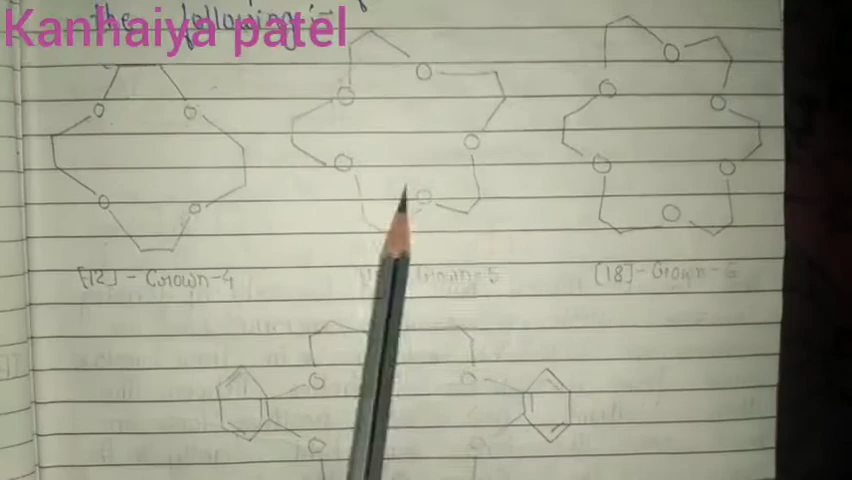 the following :-
Kanhaiya patel
O O O O
O O O O O
O O O O O O
[12] - Crown-4
Crown-5
[18] - Crown-6
O O
O O